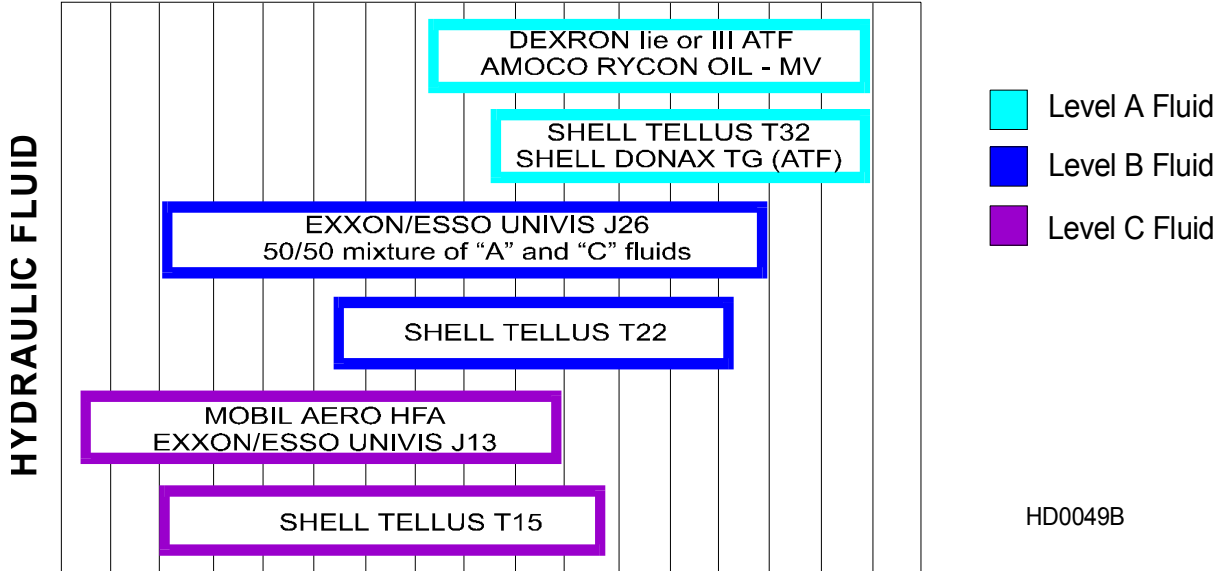 HYDRAULIC FLUID
DEXRON Iie or III ATF
AMOCO RYCON OIL - MV
SHELL TELLUS T32
SHELL DONAX TG (ATF)
EXXON/ESSO UNIVIS J26
50/50 mixture of “A” and “C” fluids
SHELL TELLUS T22
MOBIL AERO HFA
EXXON/ESSO UNIVIS J13
SHELL TELLUS T15
Level A Fluid
Level B Fluid
Level C Fluid
HD0049B